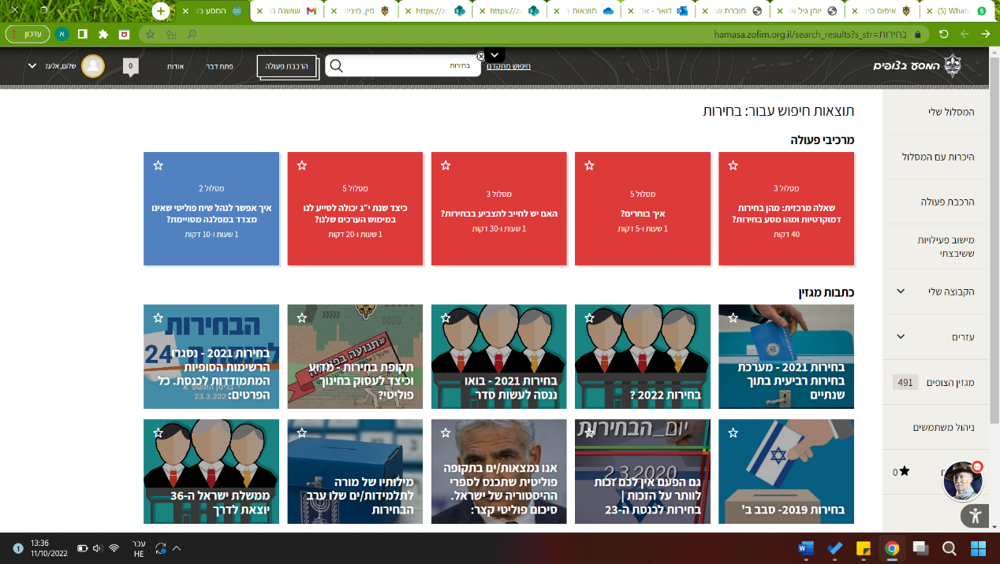 (5) Whats
איפוס סיכ
יומן גיל א
חוברת ש
דואר - אל
תוצאות ח
https://zo
https://zo
מין, מיניו
שושנה גנ
המסע בצ
hamasa.zofim.org.il/search_results?s_str=בחירות
עדכון
א
המסע בצופים
חיפוש מתקדם
בחירות
הרכבת פעולה
פתח דבר
אודות
0
שלום, אלעד
המסלול שלי
היכרות עם המסלול
הרכבת פעולה
מישוב פעילויות
ששיבצתי
הקבוצה שלי
עזרים
מגזין הצופים
491
ניהול משתמשים
0
תוצאות חיפוש עבור: בחירות
מרכיבי פעולה
מסלול 3
שאלה מרכזית: מהן בחירות
דמוקרטיות ומהו מסע בחירות?
40 דקות
מסלול 5
איך בוחרים?
1 שעות ו-5 דקות
מסלול 3
האם יש לחייב להצביע בבחירות?
1 שעות ו-30 דקות
מסלול 5
כיצד שנת י״ג יכולה לסייע לנו
במימוש הערכים שלנו?
1 שעות ו-20 דקות
מסלול 2
איך אפשר לנהל שיח פוליטי שאינו
מצדד במפלגה מסויימת?
1 שעות ו-10 דקות
כתבות מגזין
בחירות 2021 - מערכת
בחירות רביעית בתוך
שנתיים
בחירות 2022 ?
בחירות 2021 - בואו
ננסה לעשות סדר
#תנועה בפ
תקופת בחירות - מדוע
וכיצד לעסוק בחינוך
פוליטי?
הבחירות
24
בחירות 2021 - נסגרו
הרשימות הסופיות
המתמודדות לכנסת. כל
הפרטים:
23.3.202
בחירות 2019- סבב ב'
יום_הבחירות
2.3.2020
גם הפעם אין לכם זכות
לוותר על הזכות |
בחירות לכנסת ה-23
אנו נמצאות/ים בתקופה
פוליטית שתכנס לספרי
ההיסטוריה של ישראל.
סיכום פוליטי קצר:
מילותיו של מורה
לתלמידות/ים שלו ערב
הבחירות
ממשלת ישראל ה-36
יוצאת לדרך
13:36
11/10/2022
עבר
HE
1